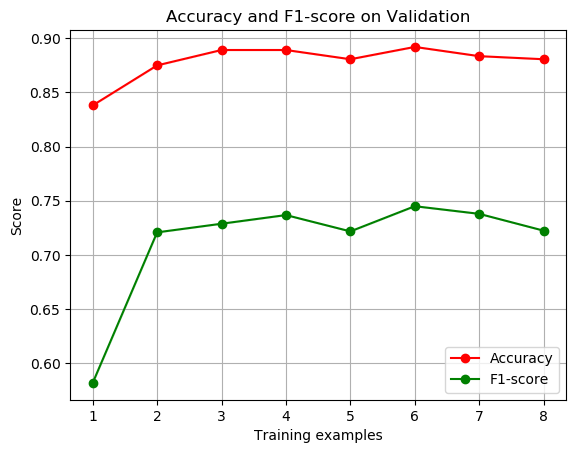 Accuracy and F1-score on Validation
0.90
0.85
0.80
0.75
0.70
0.65
0.60
Score
Accuracy
F1-score
1 2 3 4 5 6 7 8
Training examples